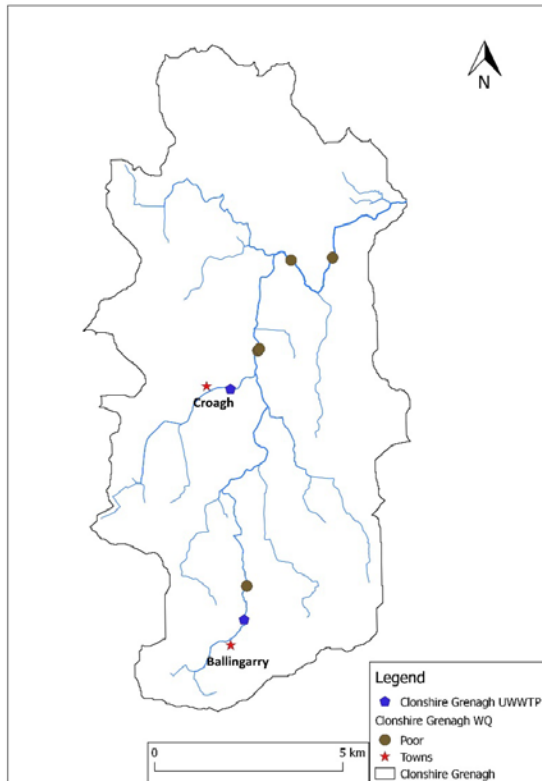 N
Croagh
Ballingarry
Legend
Clonshire Grenagh UWWTP
Clonshire Grenagh WQ
Poor
Towns
Clonshire Grenagh
0 5 km